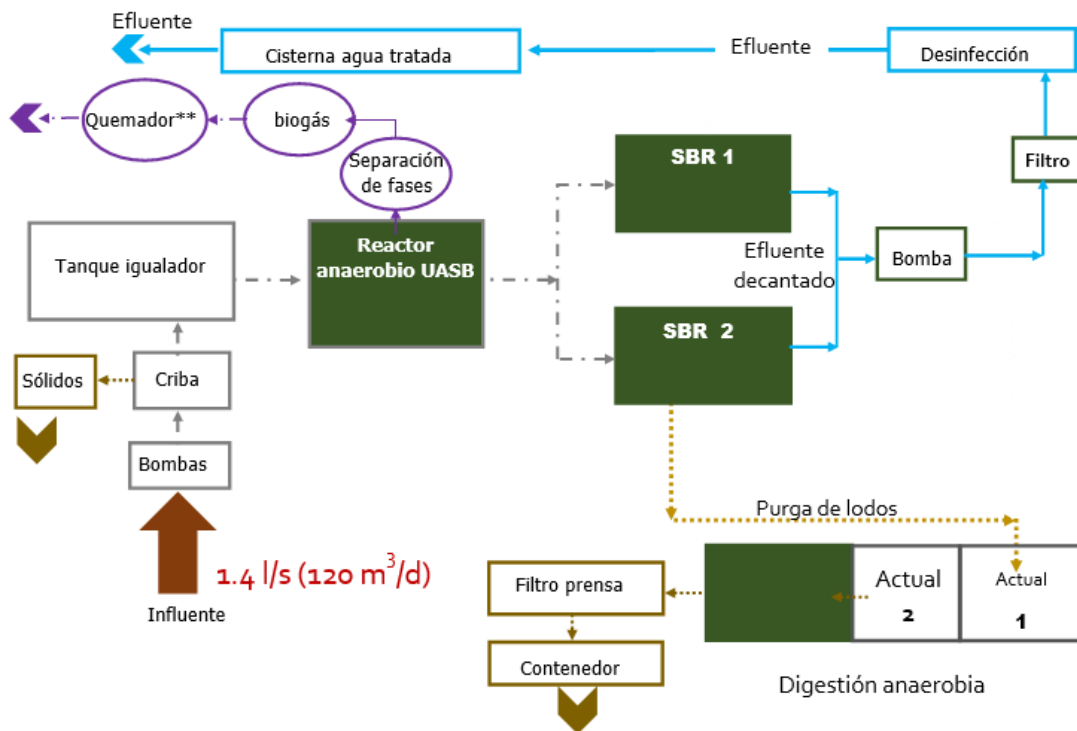 Efluente
Cisterna agua tratada
Efluente
Desinfección
Quemador**
biogás
Separación
de fases
SBR 1
Filtro
Tanque igualador
Reactor
anaerobio UASB
Efluente
decantado
Bomba
SBR 2
Sólidos
Criba
Bombas
1.4 l/s (120 m³/d)
Influente
Purga de lodos
Filtro prensa
Actual
2
Actual
1
Contenedor
Digestión anaerobia